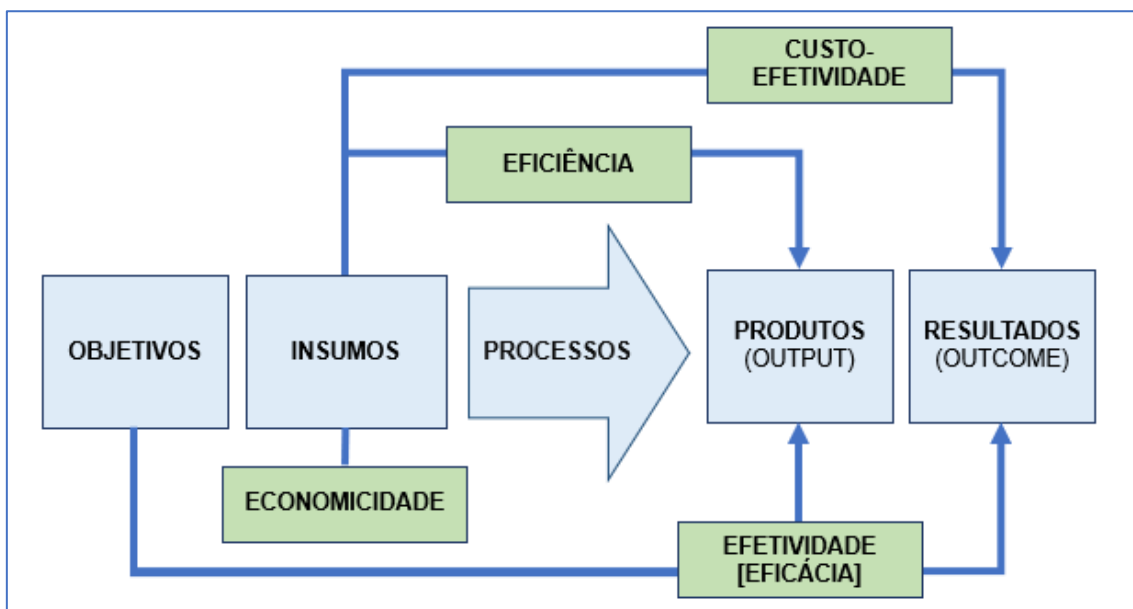 CUSTO-
EFETIVIDADE
EFICIÊNCIA
OBJETIVOS
INSUMOS
PROCESSOS
PRODUTOS
(OUTPUT)
RESULTADOS
(OUTCOME)
ECONOMICIDADE
EFETIVIDADE
[EFICÁCIA]